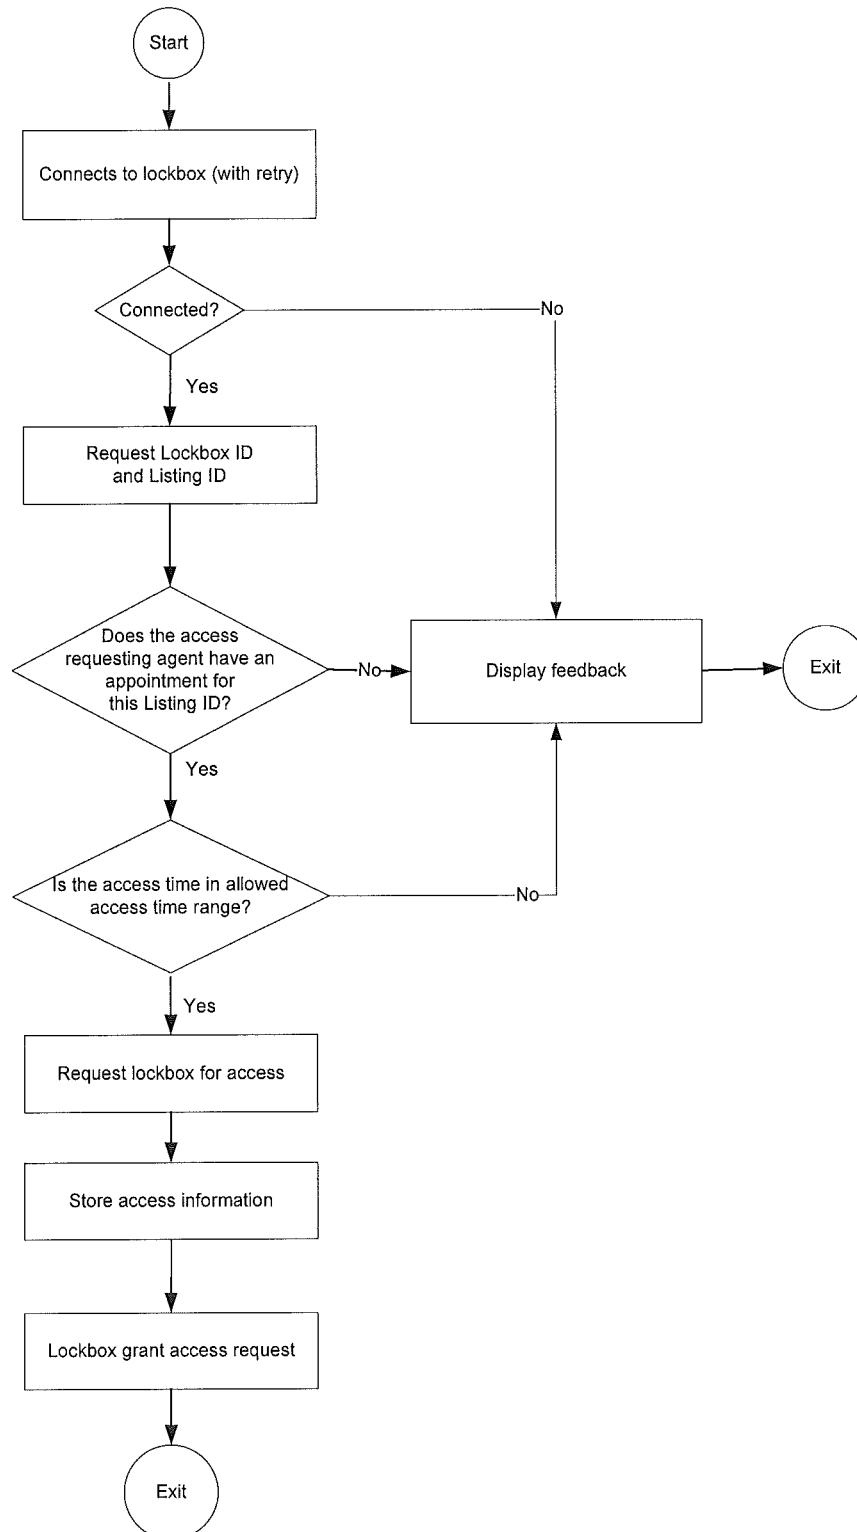 Start
Connects to lockbox (with retry)
Connected?
No
Yes
Request Lockbox ID
and Listing ID
Does the access
requesting agent have an
appointment for
this Listing ID?
No
Display feedback
Exit
Yes
Is the access time in allowed
access time range?
No
Yes
Request lockbox for access
Store access information
Lockbox grant access request
Exit